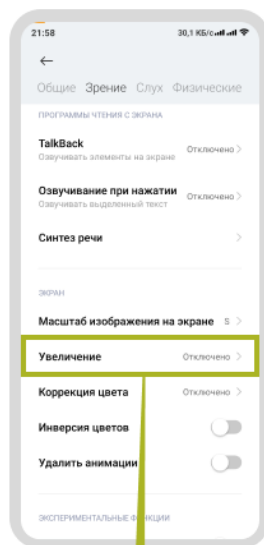 21:58 30,1 КБ/с
Общие Зрение Слух Физические
ПРОГРАММЫ ЧТЕНИЯ С ЭКРАНА
TalkBack
Озвучивать элементы на экране
Отключено
Озвучивание при нажатии
Озвучивать выделенный текст
Отключено
Синтез речи
ЭКРАН
Масштаб изображения на экране S
Увеличение Отключено
Коррекция цвета Отключено
Инверсия цветов
Удалить анимации
ЭКСПЕРИМЕНТАЛЬНЫЕ